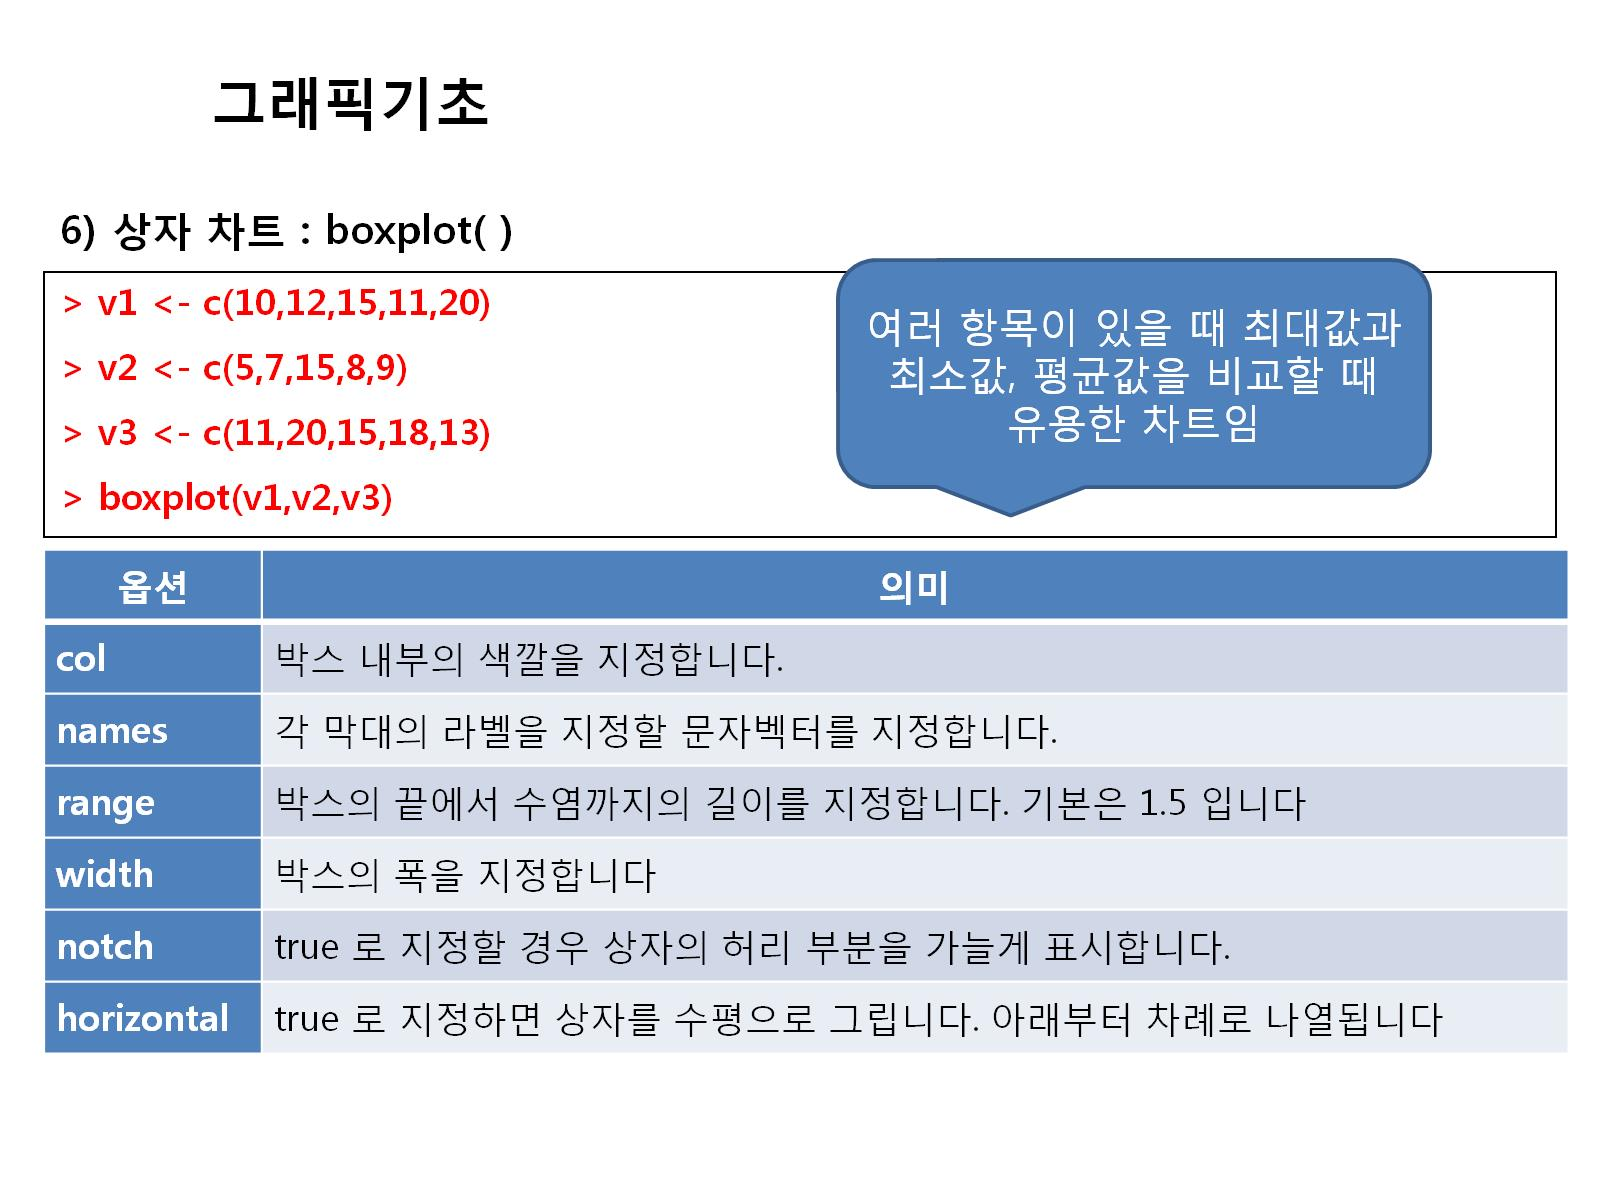 그래픽기초
6) 상자 차트 : boxplot( )
> v1 <- c(10,12,15,11,20)
> v2 <- c(5,7,15,8,9)
> v3 <- c(11,20,15,18,13)
> boxplot(v1,v2,v3)
여러 항목이 있을 때 최대값과
최소값, 평균값을 비교할 때
유용한 차트임
옵션 의미
col 박스 내부의 색깔을 지정합니다.
names 각 막대의 라벨을 지정할 문자벡터를 지정합니다.
range 박스의 끝에서 수염까지의 길이를 지정합니다. 기본은 1.5 입니다
width 박스의 폭을 지정합니다
notch true 로 지정할 경우 상자의 허리 부분을 가늘게 표시합니다.
horizontal true 로 지정하면 상자를 수평으로 그립니다. 아래부터 차례로 나열됩니다